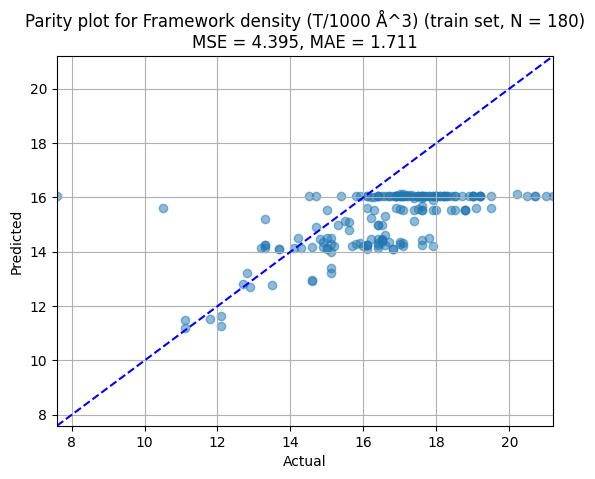 Parity plot for Framework density (T/1000 Å^3) (train set, N = 180)
MSE = 4.395, MAE = 1.711
20
18
16
14
12
10
8
Predicted
8 10 12 14 16 18 20
Actual